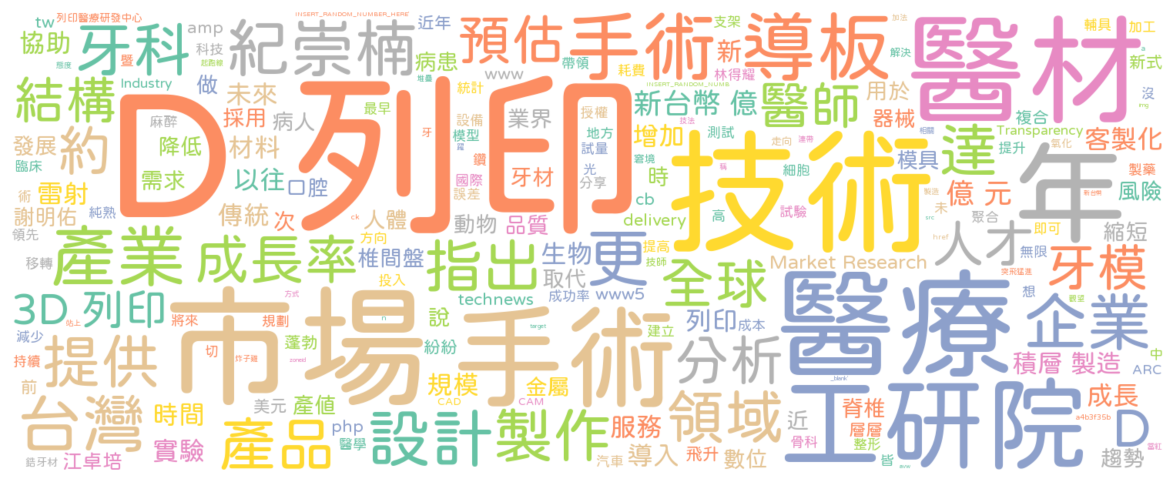 tw 列印醫療研發中心 INSERT_RANDOM_NUMBER_HERE
協助 牙科 amp 紀崇楠 近年 預估 手術 導板 支架 新 醫材 輔具 加工
科技 病患 www 帶領 耗費 林得耀 解決 新式
Industry 做 最早 統計 新台幣 億 醫師 用於 沒
結構 D 列印 未來 採用 病人 麻醉 設備 模型 業界 授權 地方 增加 測試 器械 複合
發展 約 降低 材料 技術 走向 模具 達 Transparency 提升 客製化
臨床 需求 以往 口腔 國際 鑽 牙材 試量 光 分享 窘境 時 細胞 氧化 年 製藥
術 雷射 傳統 次 人體 誤差 cb 高 試驗 億 元 風險
謝明佑 純熟 動物 品質 delivery 未 聚合 即可
領先 方向 生物 更 提高 技師 人才 縮短
移轉 產業 成長率 椎間盤 指出 取代 全球 Market Research 無限 牙模
投入 technews 成功率 www5 突飛猛進
3D 列印 市場 手術 說 建立 列印 成本 醫療 想 企業
減少 將來 規劃 紛紛 分析
持續 提供 切 蓬勃 規模 金屬 積層 製造 中 ARC
前 美元 產值 CAD CAM 領域 近 脊椎 成長
台灣 時間 php 設計 製作 服務 工研院 層層 D a4b3f35b
實驗 產品 醫學 導入 飛升 數位 骨科 整形 趨勢
鋯牙材 江卓培 汽車 皆